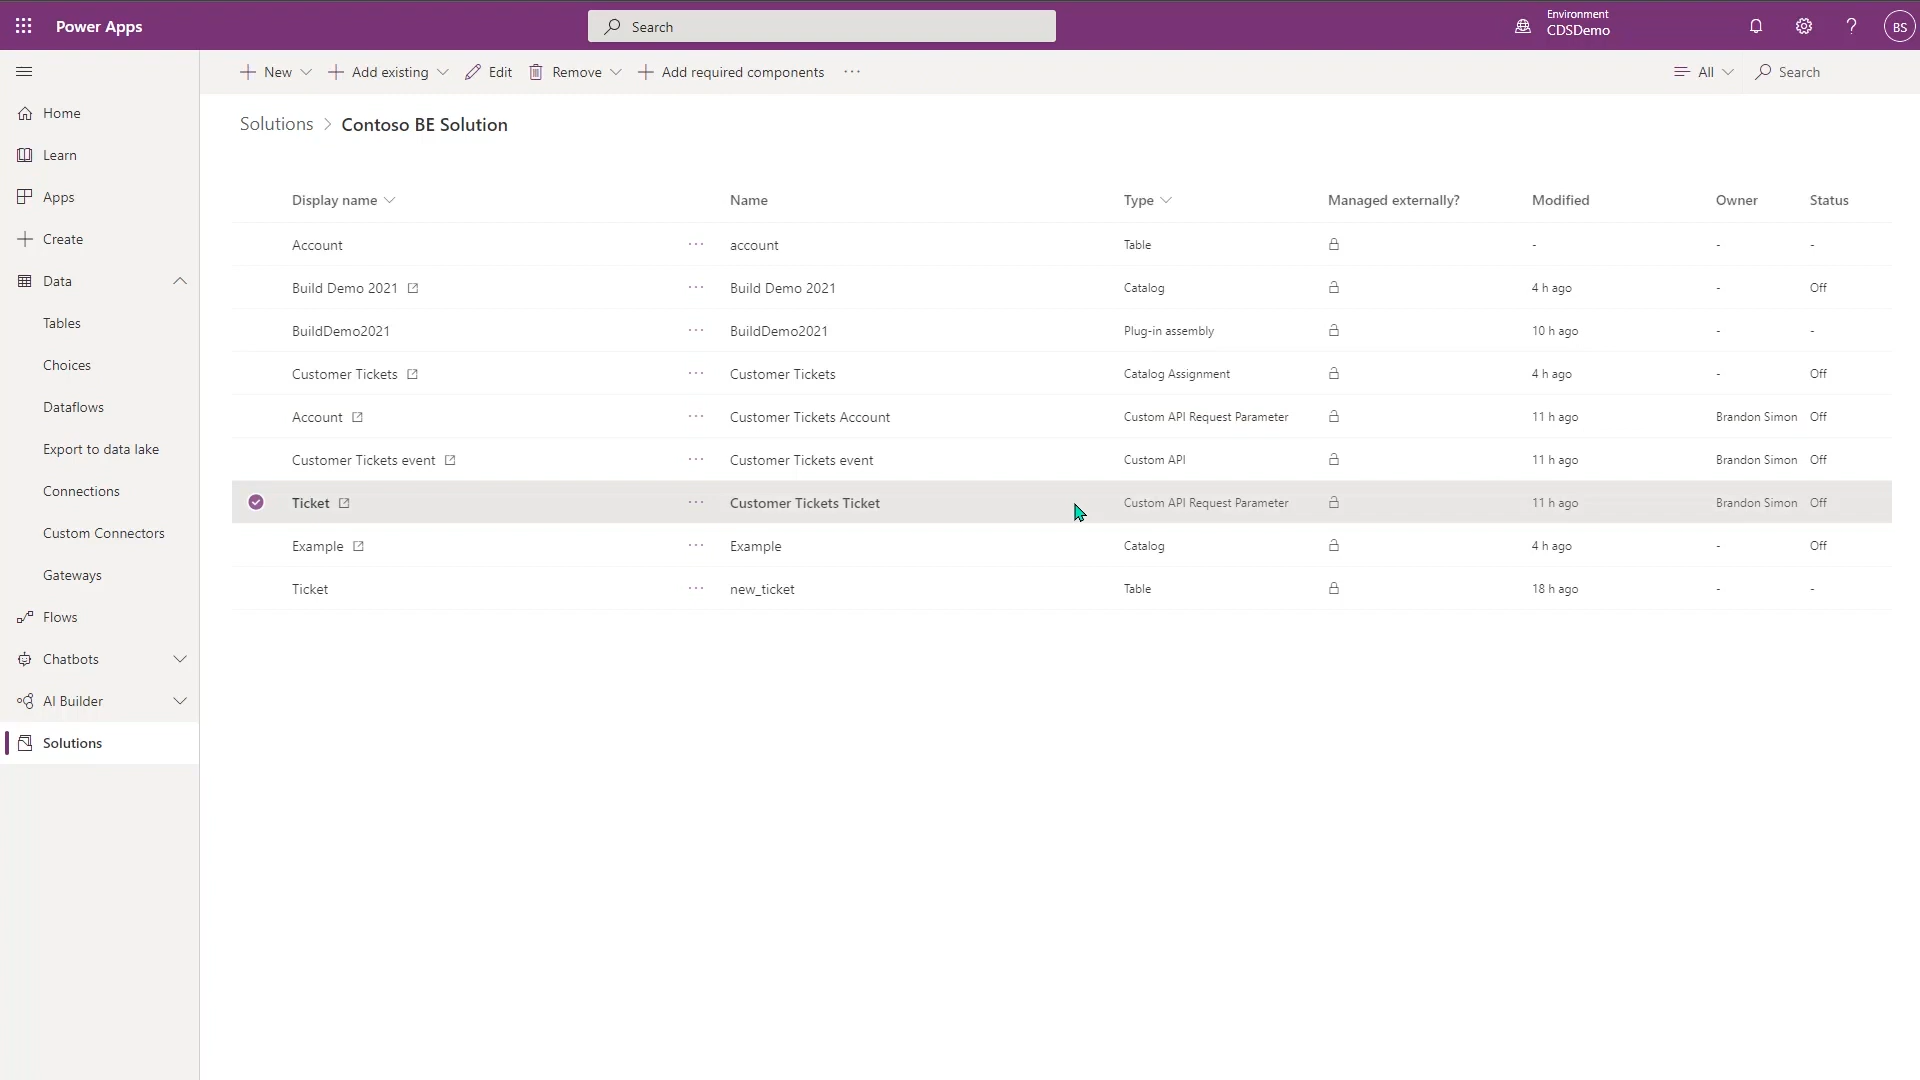 Power Apps
Search
Environment
CDSDemo
BS
New
Add existing
Edit
Remove
Add required components
All
Search
Home
Learn
Apps
Create
Data
Tables
Choices
Dataflows
Export to data lake
Connections
Custom Connectors
Gateways
Flows
Chatbots
AI Builder
Solutions
Solutions > Contoso BE Solution
Display name Name Type Managed externally? Modified Owner Status
Account ··· account Table - - -
Build Demo 2021 ··· Build Demo 2021 Catalog 4 h ago - Off
BuildDemo2021 ··· BuildDemo2021 Plug-in assembly 10 h ago - -
Customer Tickets ··· Customer Tickets Catalog Assignment 4 h ago - Off
Account ··· Customer Tickets Account Custom API Request Parameter 11 h ago Brandon Simon Off
Customer Tickets event ··· Customer Tickets event Custom API 11 h ago Brandon Simon Off
Ticket ··· Customer Tickets Ticket Custom API Request Parameter 11 h ago Brandon Simon Off
Example ··· Example Catalog 4 h ago - Off
Ticket ··· new_ticket Table 18 h ago - -